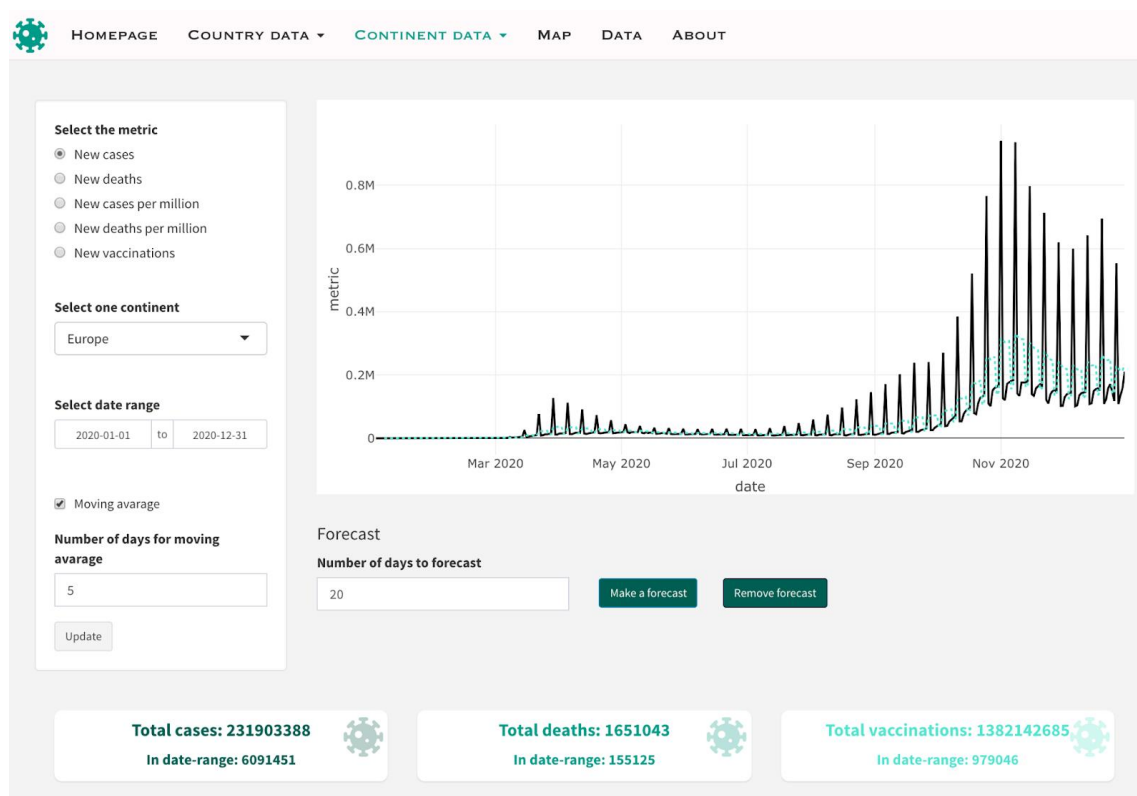 HOMEPAGE COUNTRY DATA CONTINENT DATA MAP DATA ABOUT
Select the metric
New cases
New deaths
New cases per million
New deaths per million
New vaccinations
Select one continent
Europe
Select date range
2020-01-01 to 2020-12-31
Moving avarage
Number of days for moving
avarage
5
Update
0.8M
0.6M
0.4M
0.2M
0
metric
Mar 2020 May 2020 Jul 2020 Sep 2020 Nov 2020
date
Forecast
Number of days to forecast
20 Make a forecast Remove forecast
Total cases: 231903388
In date-range: 6091451
Total deaths: 1651043
In date-range: 155125
Total vaccinations: 1382142685
In date-range: 979046